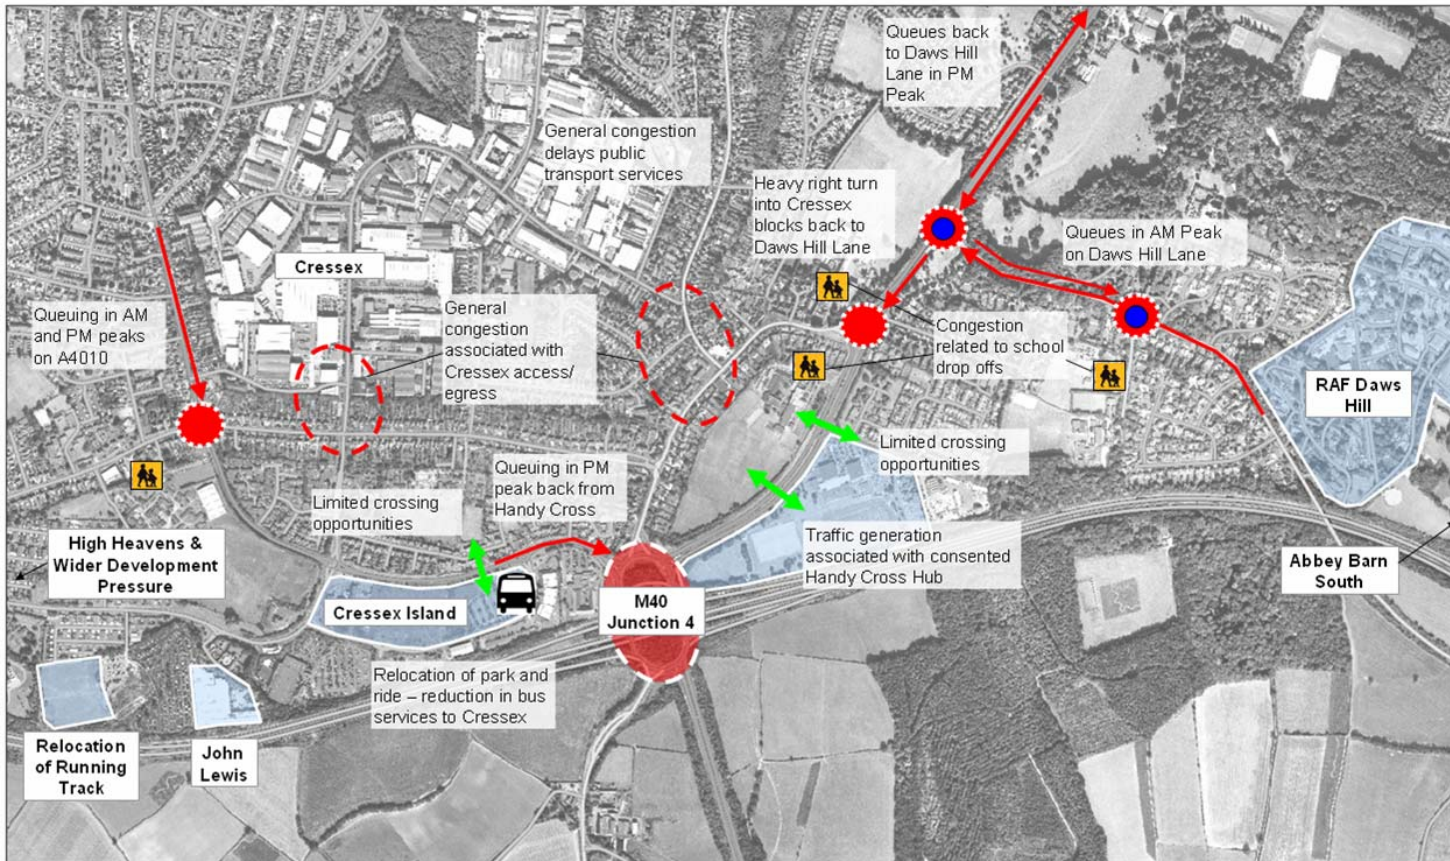 Queues back
to Daws Hill
Lane in PM
Peak
General congestion
delays public
transport services
Heavy right turn
into Cressex
blocks back to
Daws Hill Lane
Queues in AM Peak
on Daws Hill Lane
Cressex
Queuing in AM
and PM peaks
on A4010
General
congestion
associated with
Cressex access/
egress
Congestion
related to school
drop offs
RAF Daws
Hill
Limited crossing
opportunities
Queuing in PM
peak back from
Handy Cross
Limited crossing
opportunities
High Heavens &
Wider Development
Pressure
Traffic generation
associated with consented
Handy Cross Hub
Abbey Barn
South
Cressex Island
M40
Junction 4
Relocation of park and
ride – reduction in bus
services to Cressex
Relocation
of Running
Track
John
Lewis